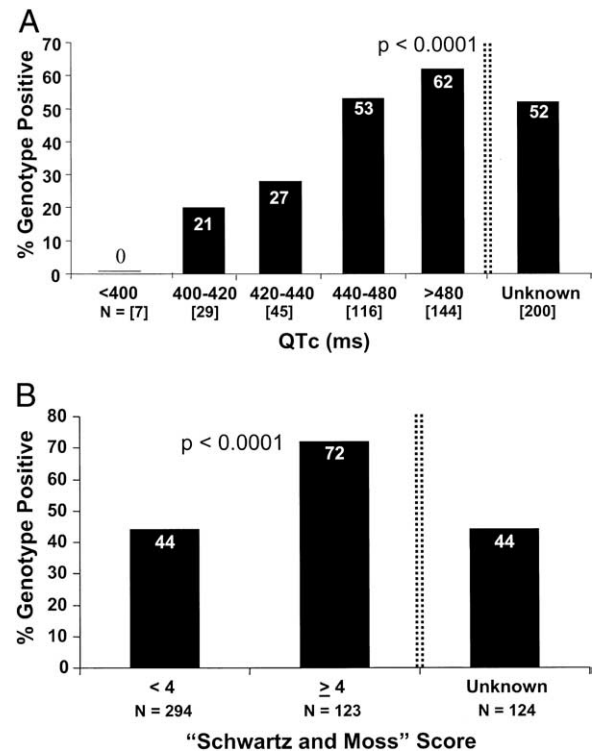 A
p < 0.0001
% Genotype Positive
70
60
50
40
30
20
10
0
0
21
27
53
62
52
<400 400-420 420-440 440-480 >480 Unknown
N = [7] [29] [45] [116] [144] [200]
QTc (ms)
B
p < 0.0001
% Genotype Positive
80
70
60
50
40
30
20
10
0
44
72
44
< 4 ≥ 4 Unknown
N = 294 N = 123 N = 124
“Schwartz and Moss” Score